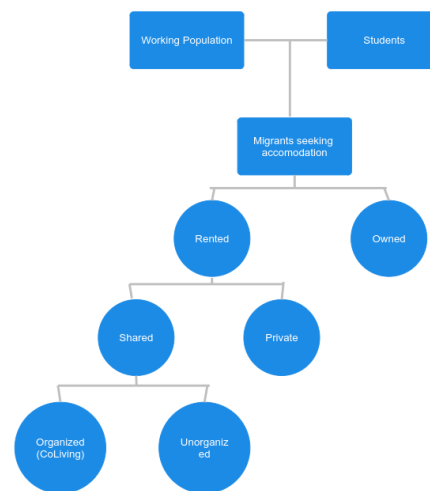 Working Population
Students
Migrants seeking
accomodation
Rented
Owned
Shared
Private
Organized
(CoLiving)
Unorganiz
ed